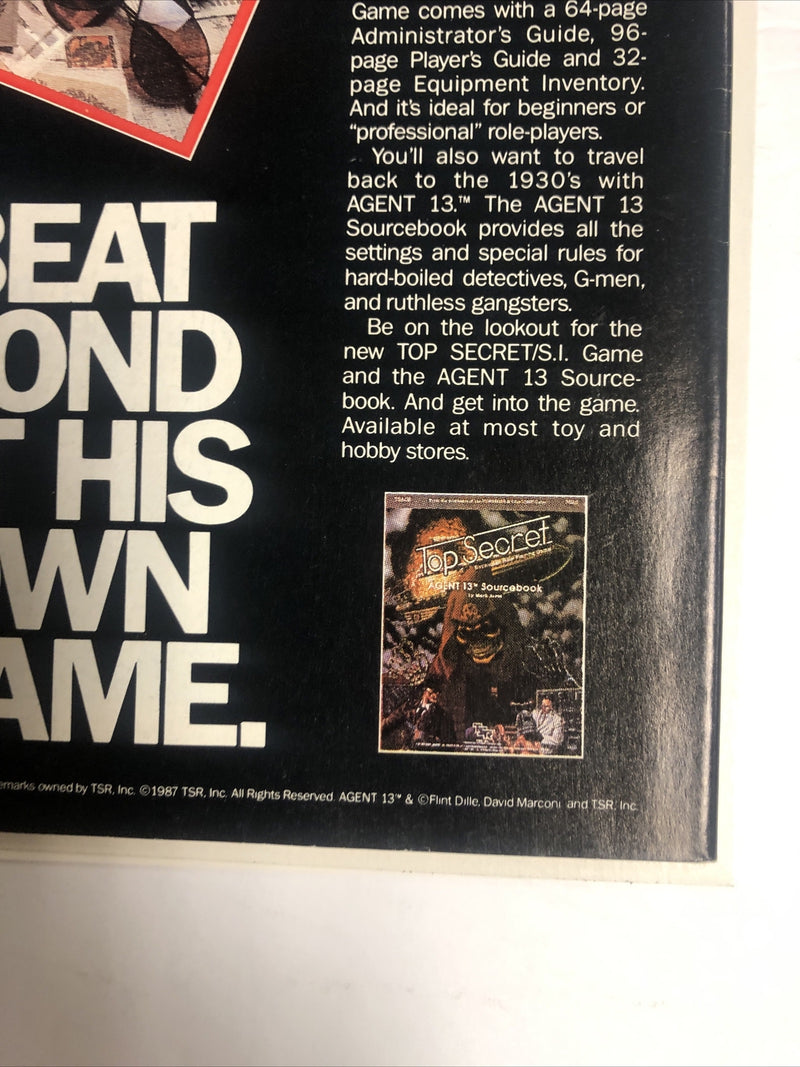 Game comes with a 64-page
Administrator's Guide, 96-
page Player's Guide and 32-
page Equipment Inventory.
And it's ideal for beginners or
"professional" role-players.
You'll also want to travel
back to the 1930's with
AGENT 13.™ The AGENT 13
Sourcebook provides all the
settings and special rules for
hard-boiled detectives, G-men,
and ruthless gangsters.
Be on the lookout for the
new TOP SECRET/S.I. Game
and the AGENT 13 Source-
book. And get into the game.
Available at most toy and
hobby stores.
BEAT
OND
T HIS
WN
AME.
Top Secret
AGENT 13™ Sourcebook
emarks owned by TSR, Inc. ©1987 TSR, Inc. All Rights Reserved. AGENT 13™ & ©Flint Dille, David Marconi and TSR, Inc.